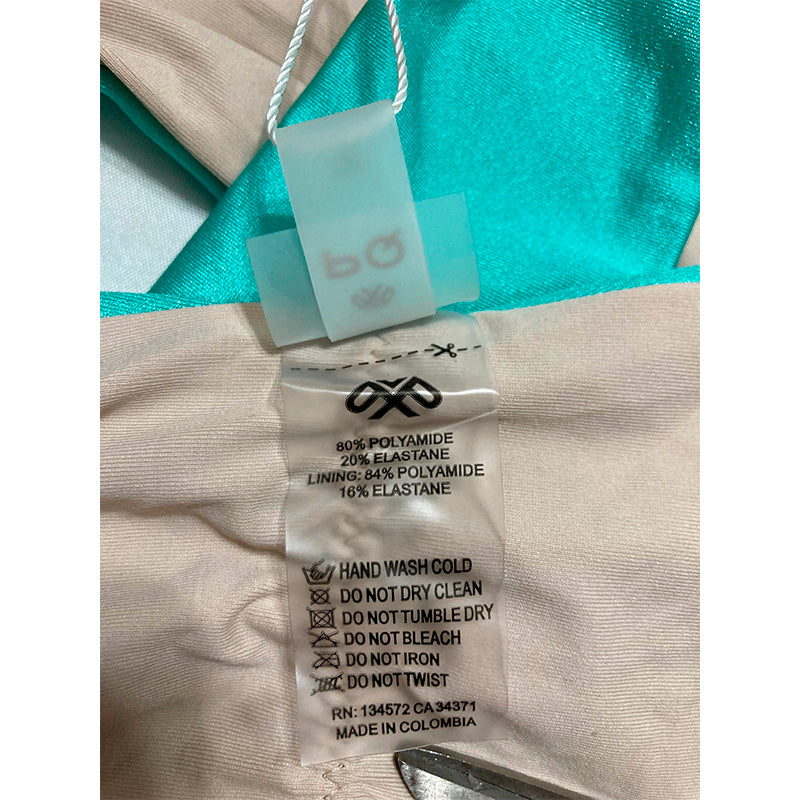 PQ
80% POLYAMIDE
20% ELASTANE
LINING: 84% POLYAMIDE
16% ELASTANE
HAND WASH COLD
DO NOT DRY CLEAN
DO NOT TUMBLE DRY
DO NOT BLEACH
DO NOT IRON
DO NOT TWIST
RN: 134572 CA 34371
MADE IN COLOMBIA